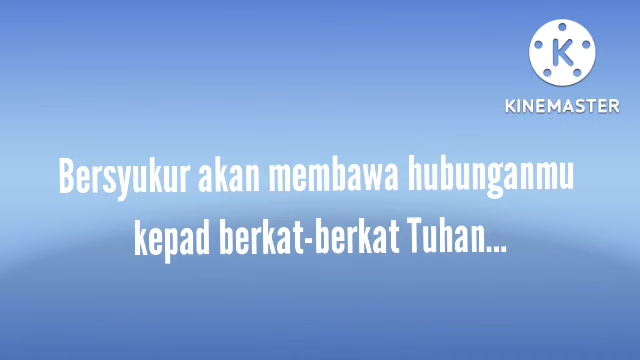 K
KINEMASTER
Bersyukur akan membawa hubunganmu
kepad berkat-berkat Tuhan...